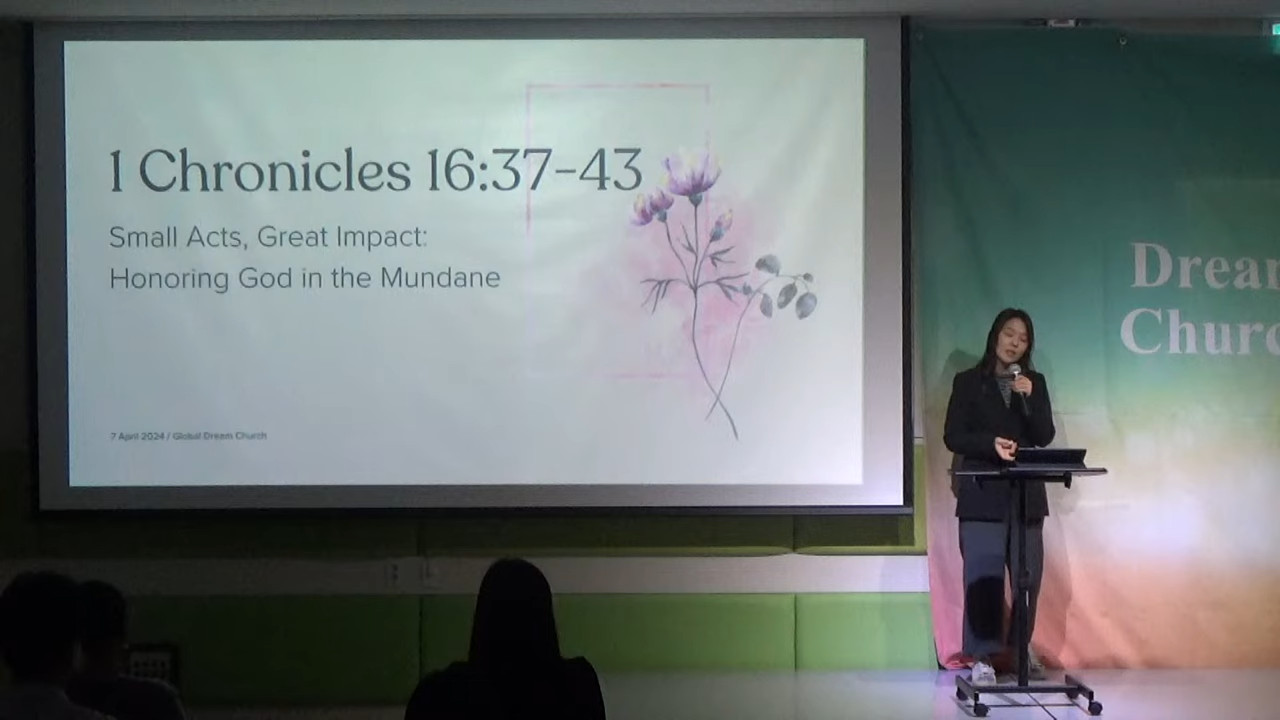 1 Chronicles 16:37-43
Small Acts, Great Impact:
Honoring God in the Mundane
7 April 2024 / Global Dream Church
Drea
Churc